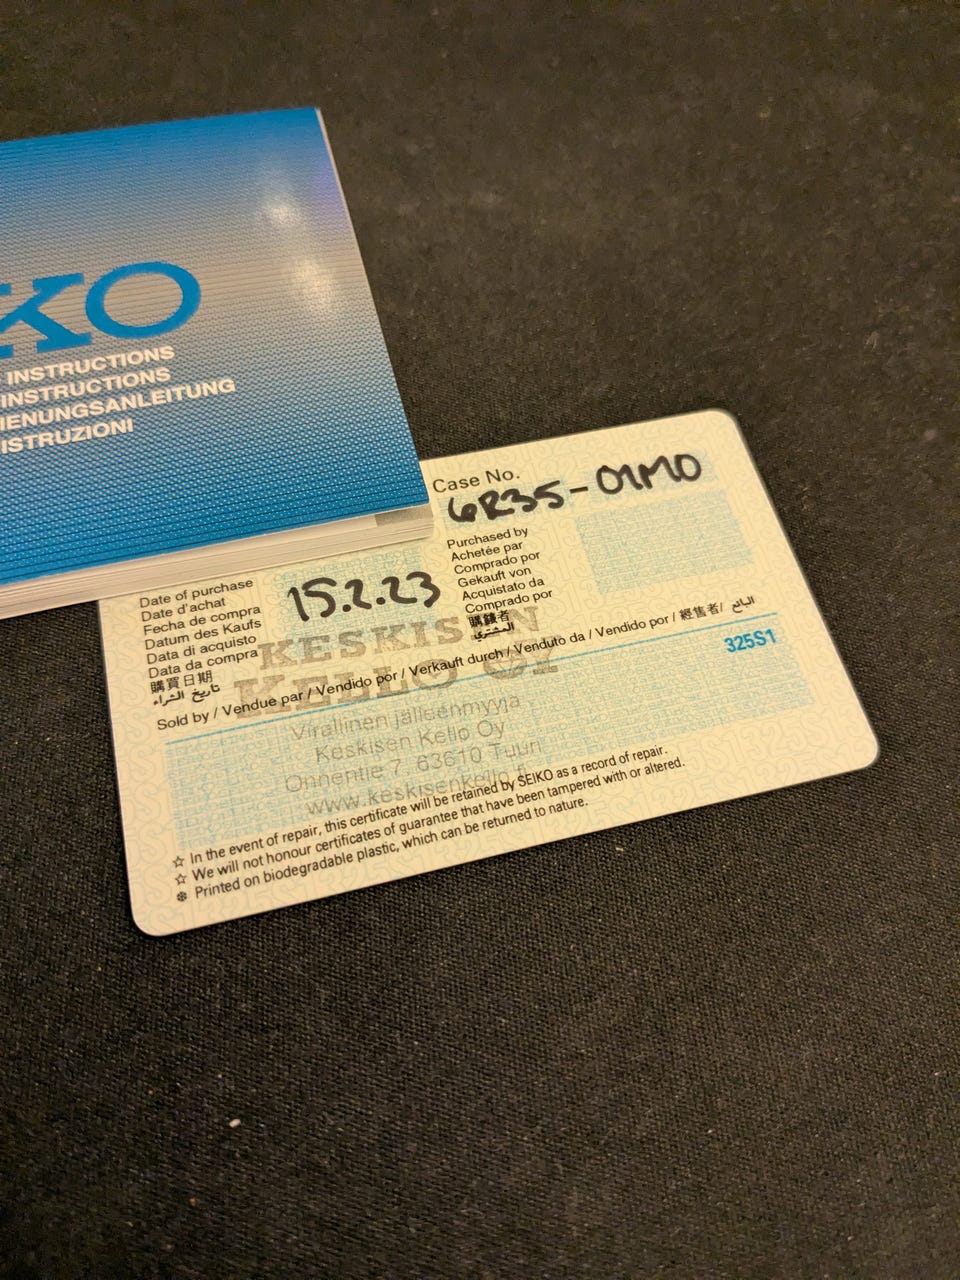 KO
INSTRUCTIONS
INSTRUCTIONS
IENUNGSANLEITUNG
ISTRUZIONI
Case No.
6R35-01M0
Date of purchase
Date d'achat
Fecha de compra
Datum des Kaufs
Data di acquisto
Data da compra
購買日期
تاريخ الشراء
15.2.23
Purchased by
Achetée par
Comprado por
Gekauft von
Acquistato da
Comprado por
購錶者
المشتري
Sold by / Vendue par / Vendido por / Verkauft durch / Venduto da / Vendido por / 經售者/ البائع
325S1
KESKISEN
KELLO OY
Virallinen jälleenmyyjä
Keskisen Kello Oy
Onnentie 7, 63610 Tuuri
www.keskisenkello.fi
☆ In the event of repair, this certificate will be retained by SEIKO as a record of repair.
☆ We will not honour certificates of guarantee that have been tampered with or altered.
❄ Printed on biodegradable plastic, which can be returned to nature.